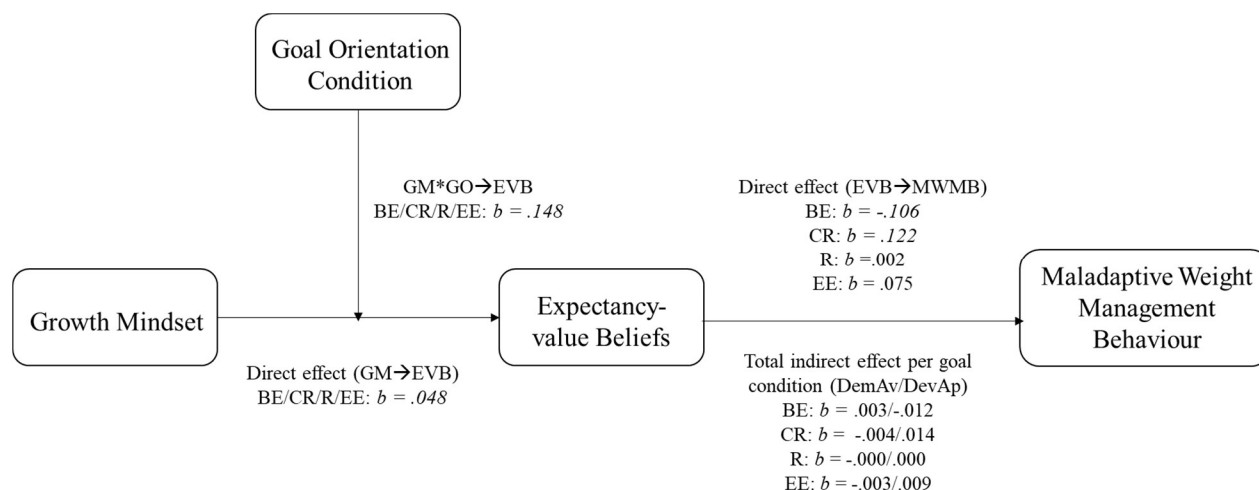 Goal Orientation
Condition
GM*GO→EVB
BE/CR/R/EE: b = .148
Direct effect (EVB→MWMB)
BE: b = -.106
CR: b = .122
R: b =.002
EE: b = .075
Growth Mindset
Expectancy-
value Beliefs
Maladaptive Weight
Management
Behaviour
Direct effect (GM→EVB)
BE/CR/R/EE: b = .048
Total indirect effect per goal
condition (DemAv/DevAp)
BE: b = .003/-.012
CR: b = -.004/.014
R: b = -.000/.000
EE: b = -.003/.009